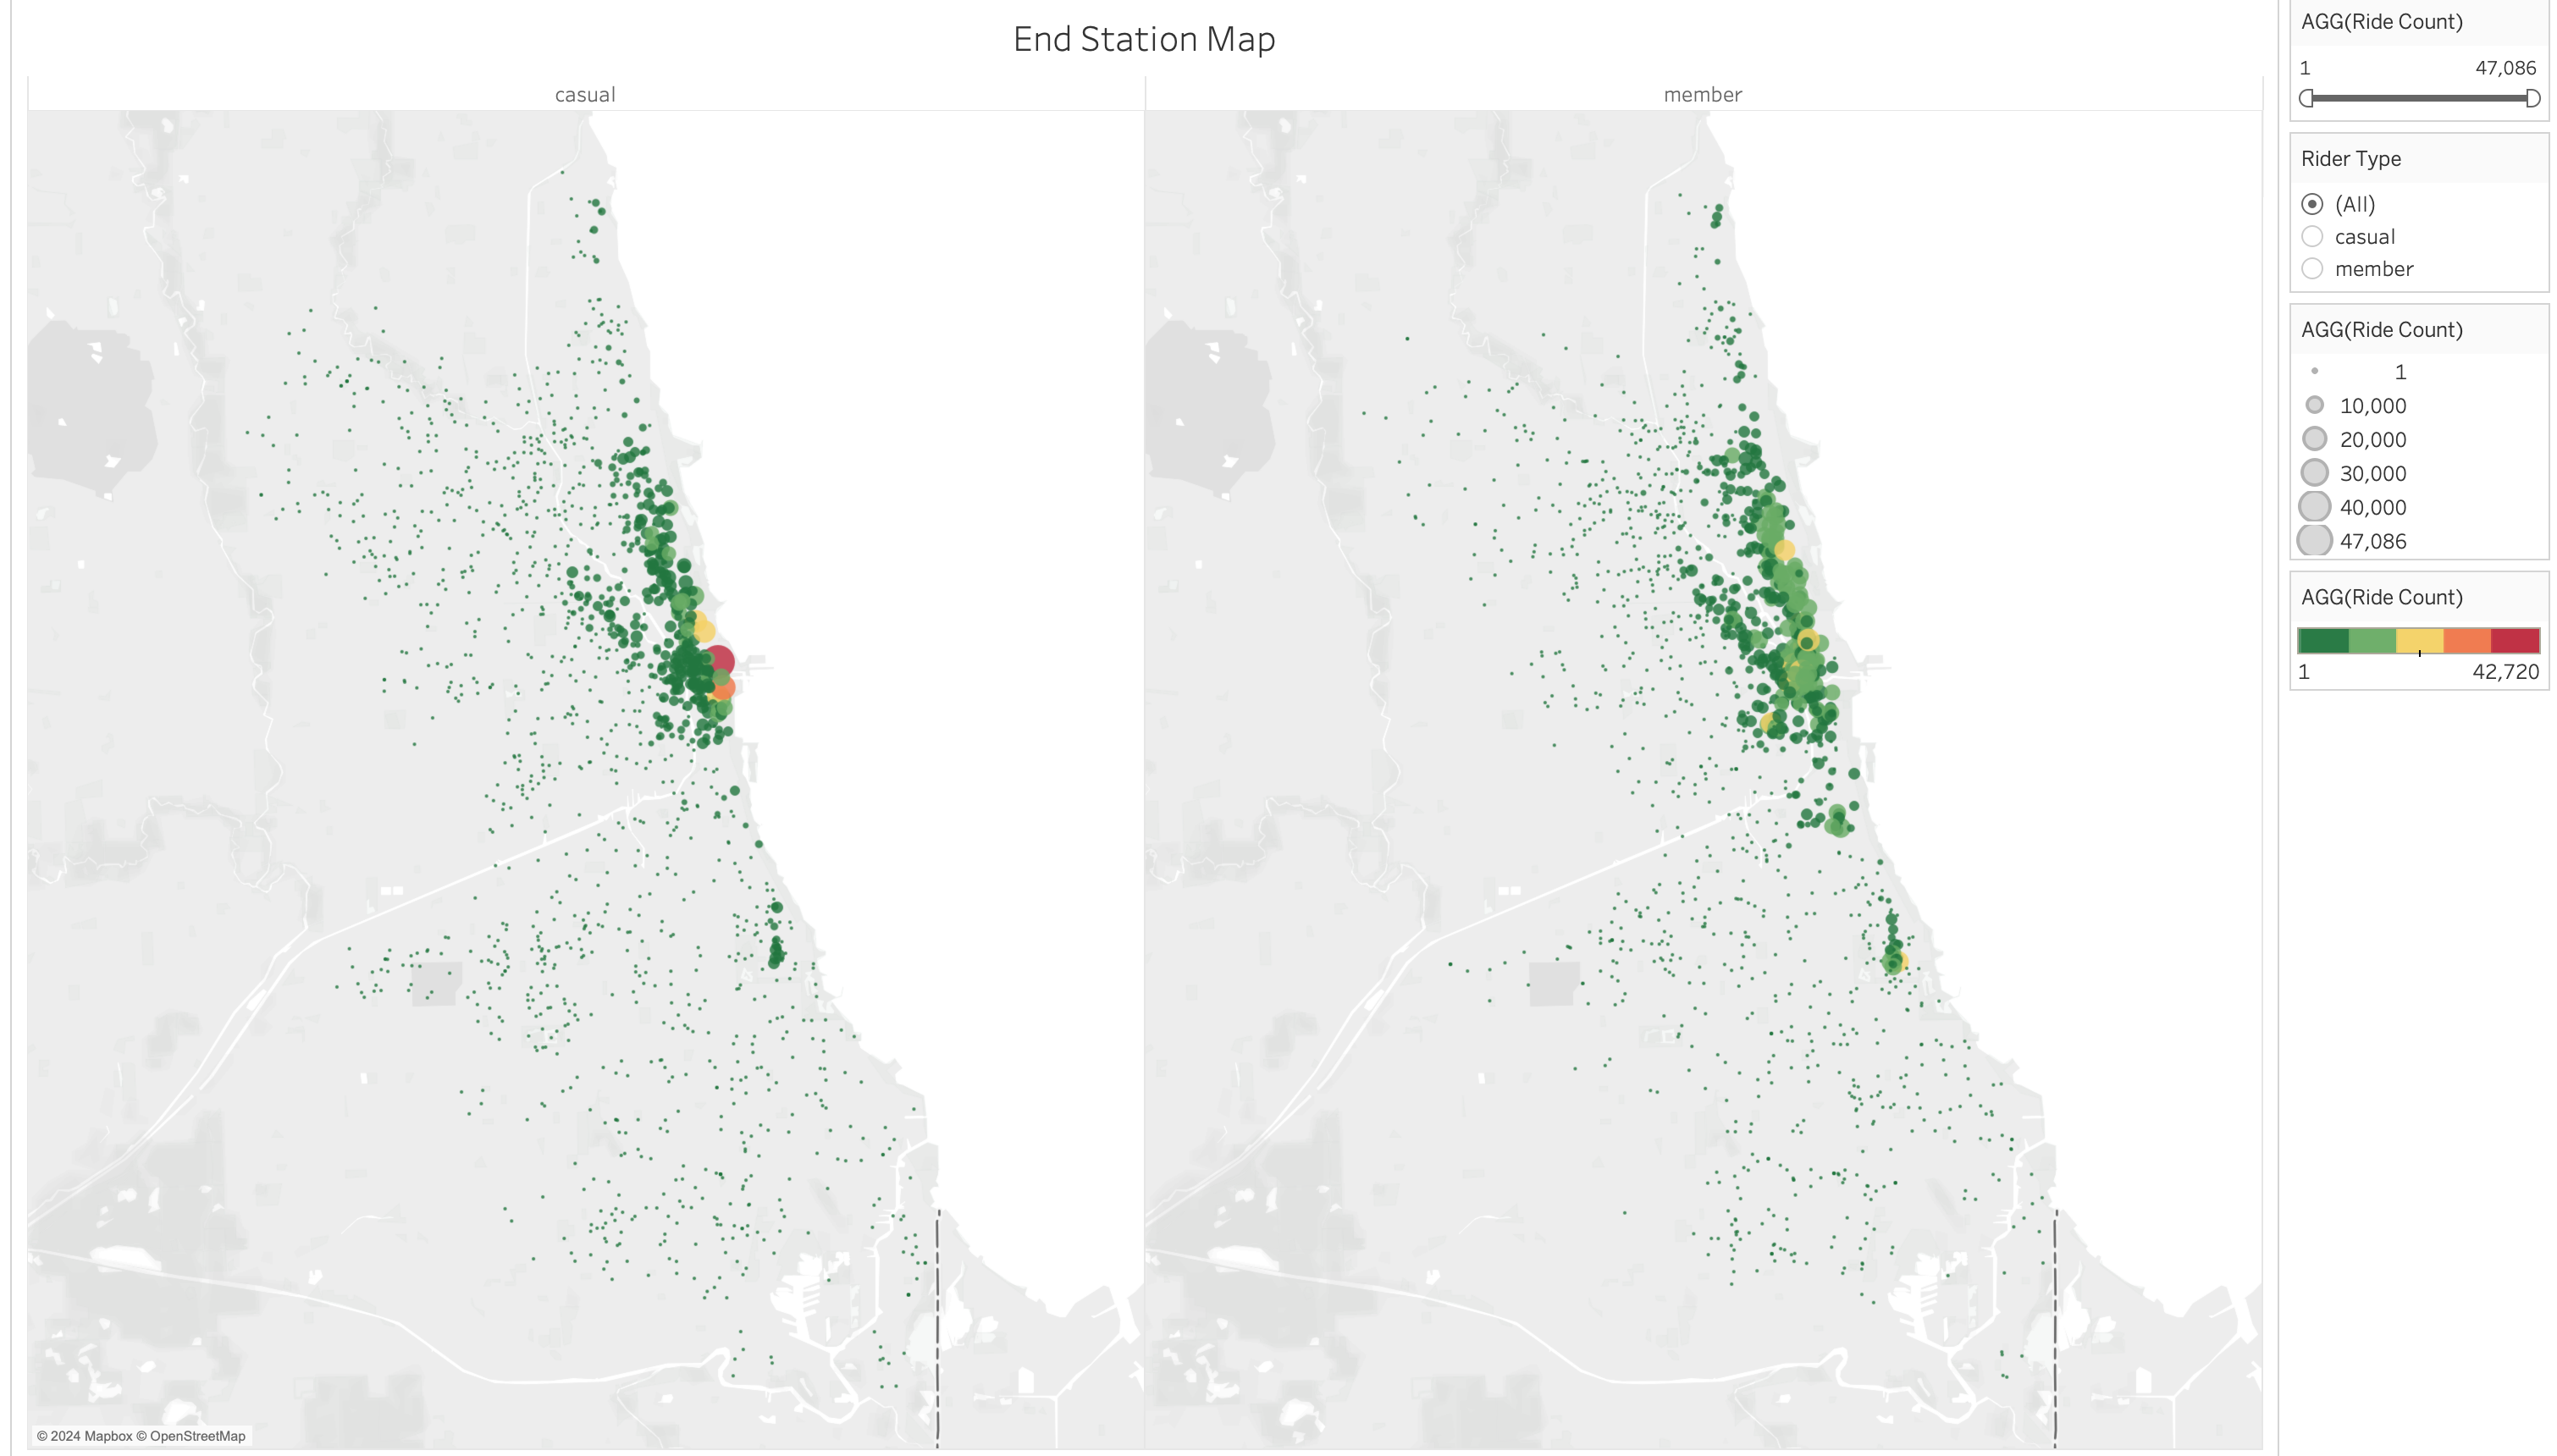 End Station Map
casual
member
© 2024 Mapbox © OpenStreetMap
AGG(Ride Count)
1 47,086
Rider Type
(All)
casual
member
AGG(Ride Count)
1
10,000
20,000
30,000
40,000
47,086
AGG(Ride Count)
1 42,720